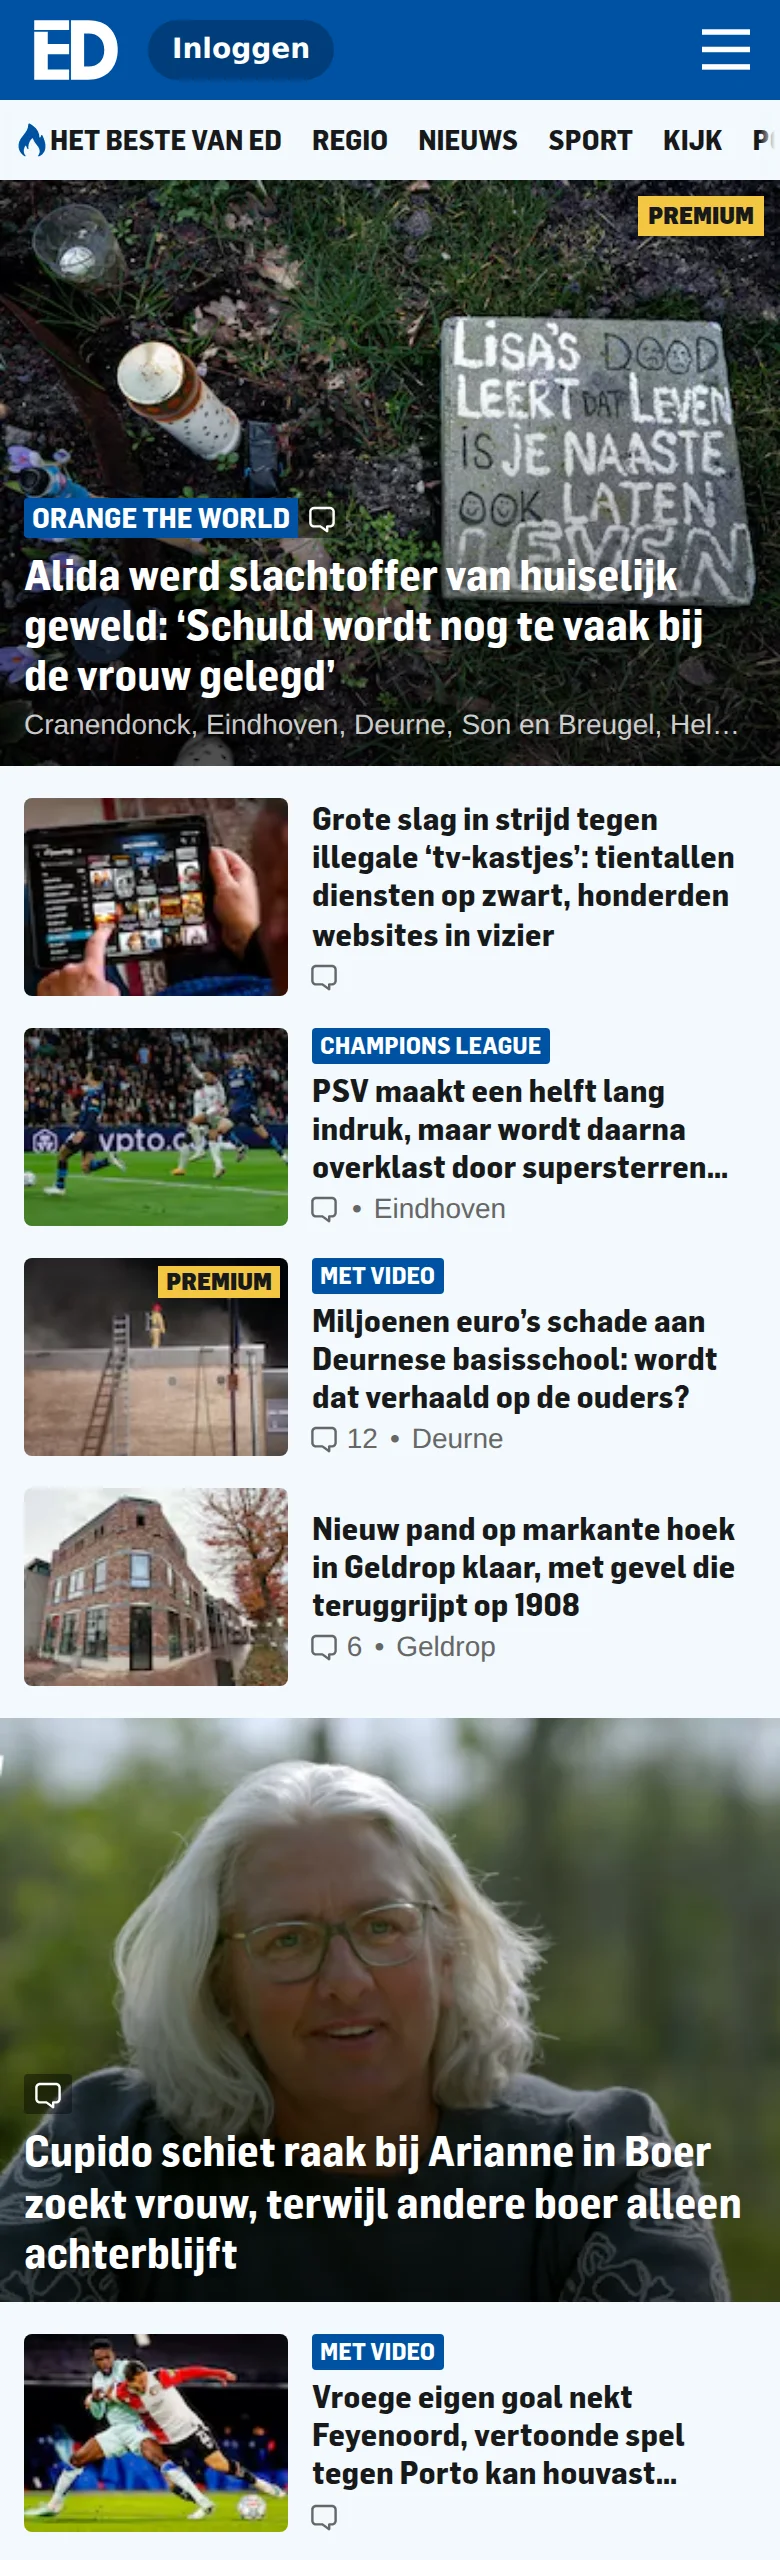 ED
Inloggen
HET BESTE VAN ED
REGIO
NIEUWS
SPORT
KIJK
PREMIUM
LiSA'S DOOD
LEERT DAT LEVEN
iS JE NAASTE
OOK LATEN
LEVEN
ORANGE THE WORLD
Alida werd slachtoffer van huiselijk
geweld: ‘Schuld wordt nog te vaak bij
de vrouw gelegd’
Cranendonck, Eindhoven, Deurne, Son en Breugel, Hel…
Grote slag in strijd tegen
illegale ‘tv-kastjes’: tientallen
diensten op zwart, honderden
websites in vizier
vpto.c
CHAMPIONS LEAGUE
PSV maakt een helft lang
indruk, maar wordt daarna
overklast door supersterren...
• Eindhoven
PREMIUM
MET VIDEO
Miljoenen euro’s schade aan
Deurnese basisschool: wordt
dat verhaald op de ouders?
12 • Deurne
Nieuw pand op markante hoek
in Geldrop klaar, met gevel die
teruggrijpt op 1908
6 • Geldrop
Cupido schiet raak bij Arianne in Boer
zoekt vrouw, terwijl andere boer alleen
achterblijft
MET VIDEO
Vroege eigen goal nekt
Feyenoord, vertoonde spel
tegen Porto kan houvast...